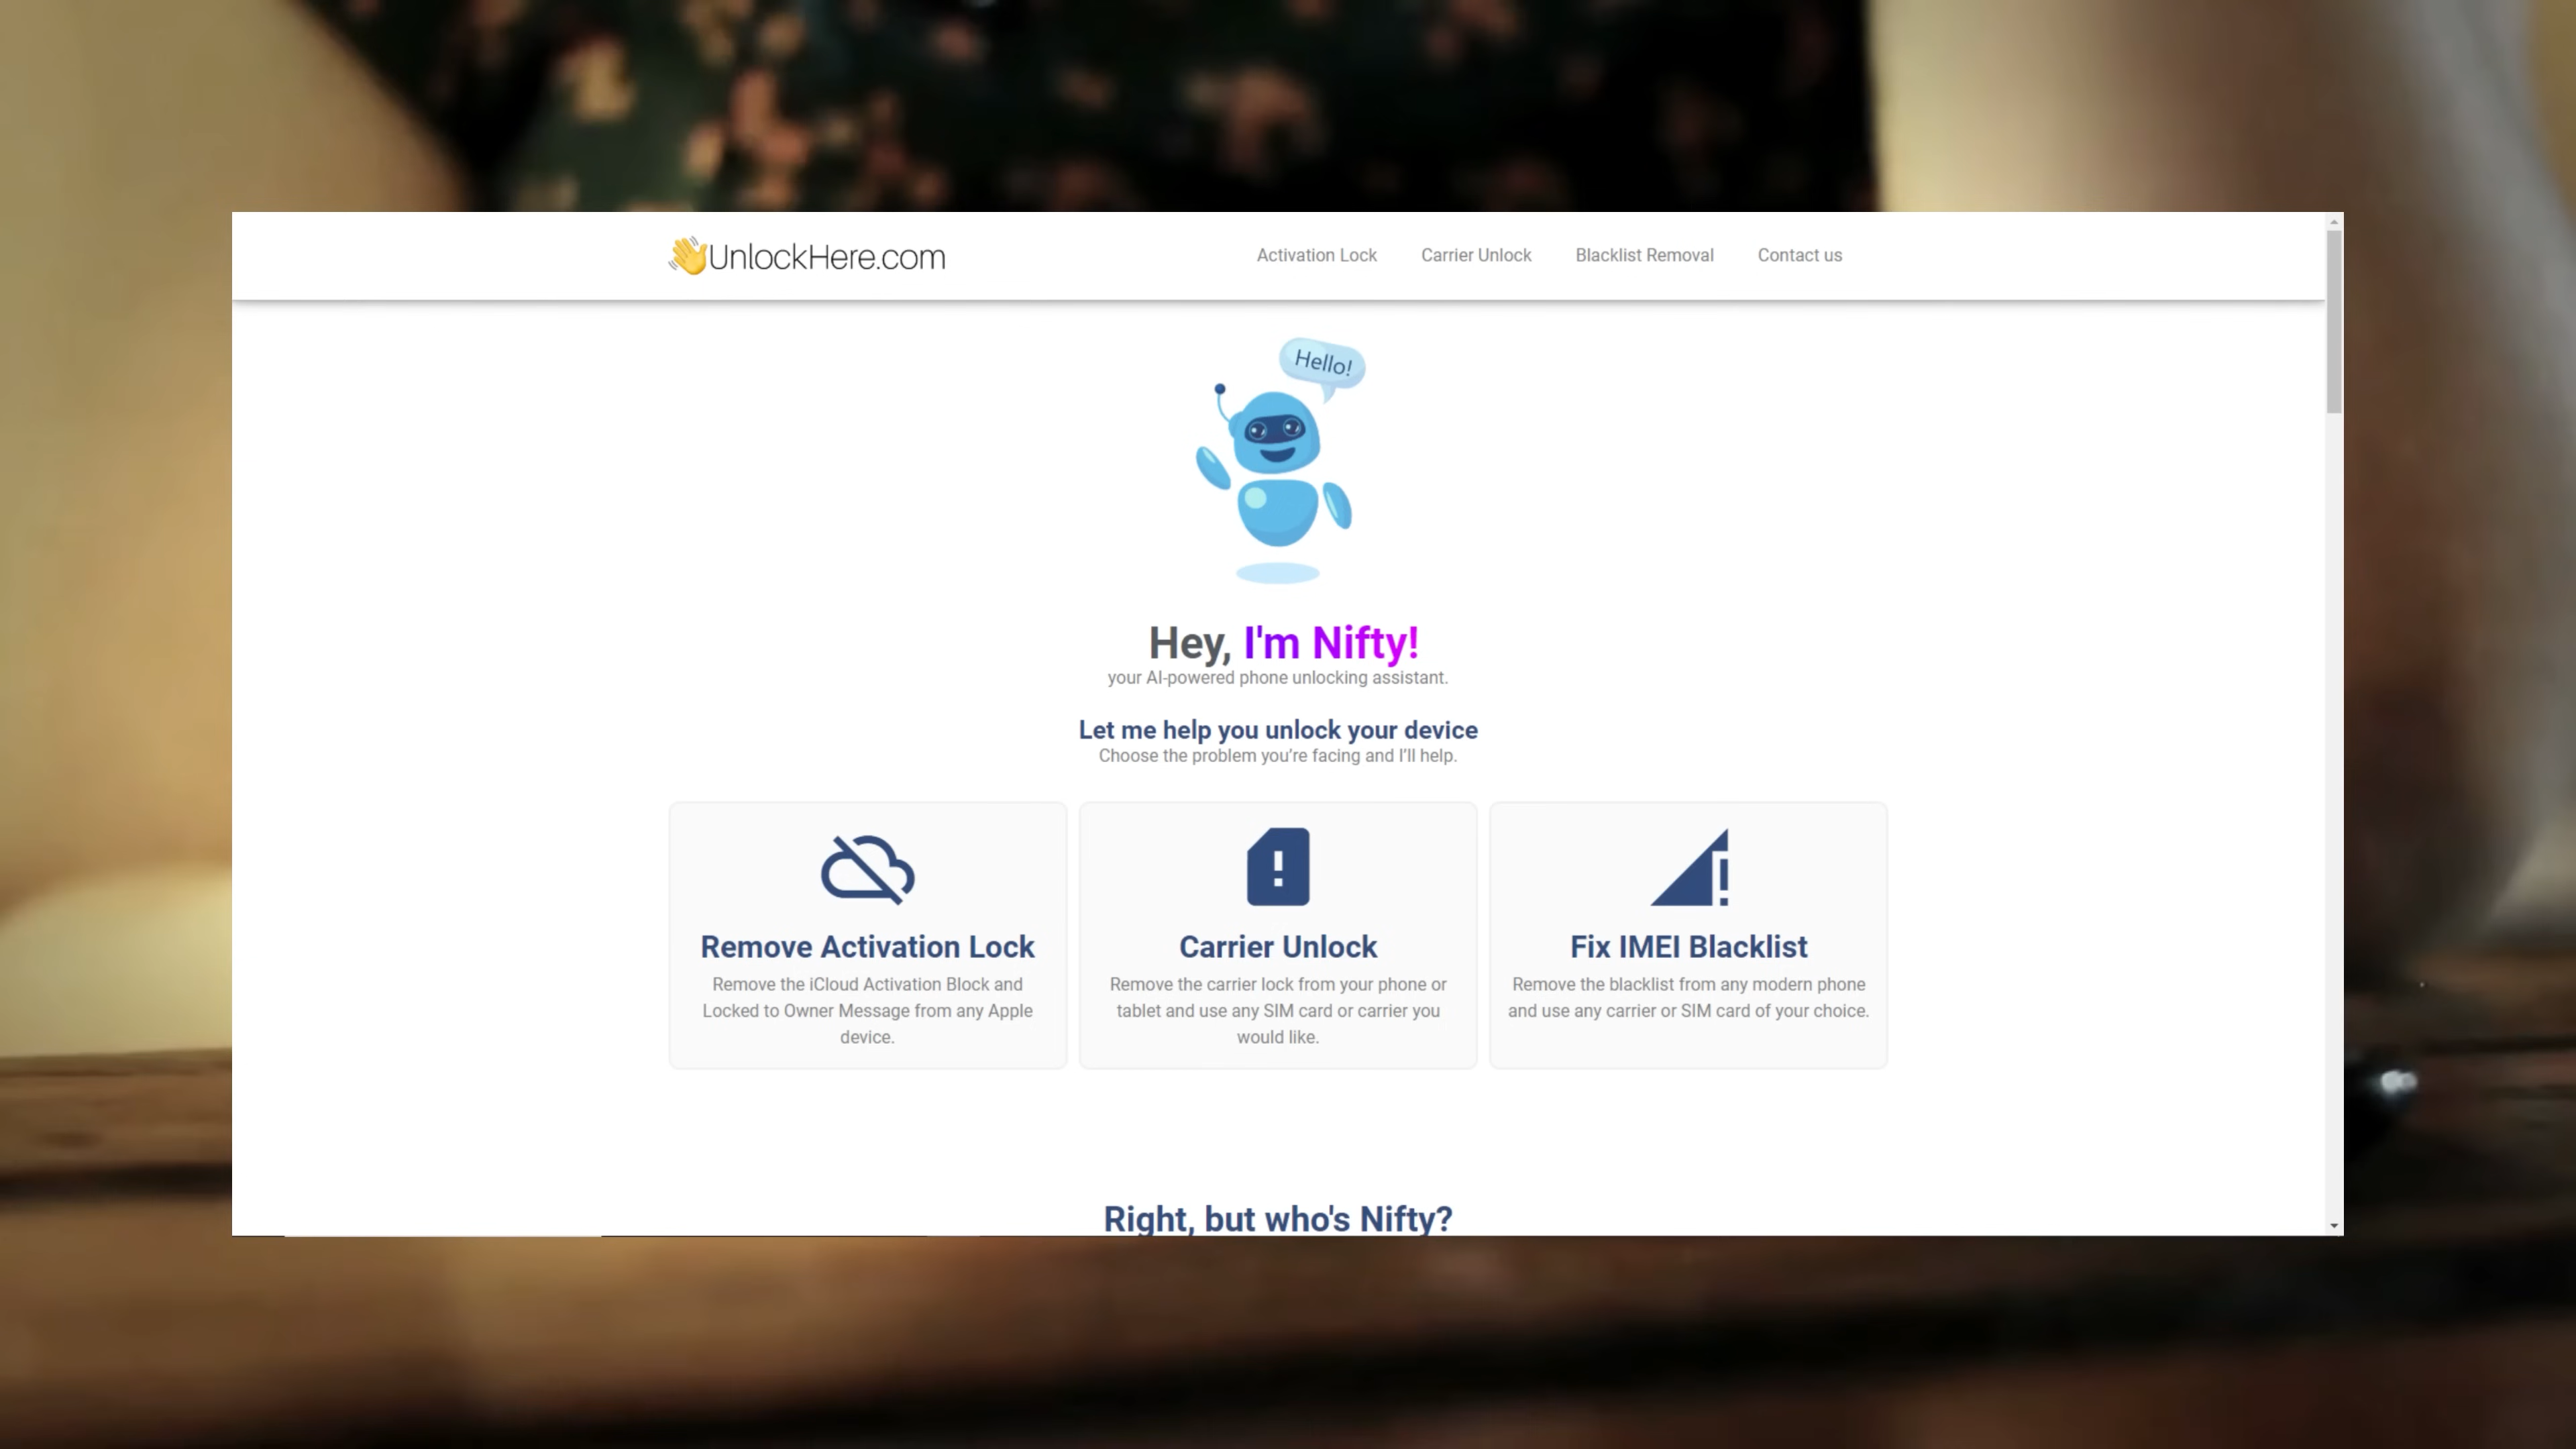 UnlockHere.com
Activation Lock
Carrier Unlock
Blacklist Removal
Contact us
Hello!
Hey, I'm Nifty!
your AI-powered phone unlocking assistant.
Let me help you unlock your device
Choose the problem you're facing and I'll help.
Remove Activation Lock
Remove the iCloud Activation Block and
Locked to Owner Message from any Apple
device.
Carrier Unlock
Remove the carrier lock from your phone or
tablet and use any SIM card or carrier you
would like.
Fix IMEI Blacklist
Remove the blacklist from any modern phone
and use any carrier or SIM card of your choice.
Right, but who's Nifty?